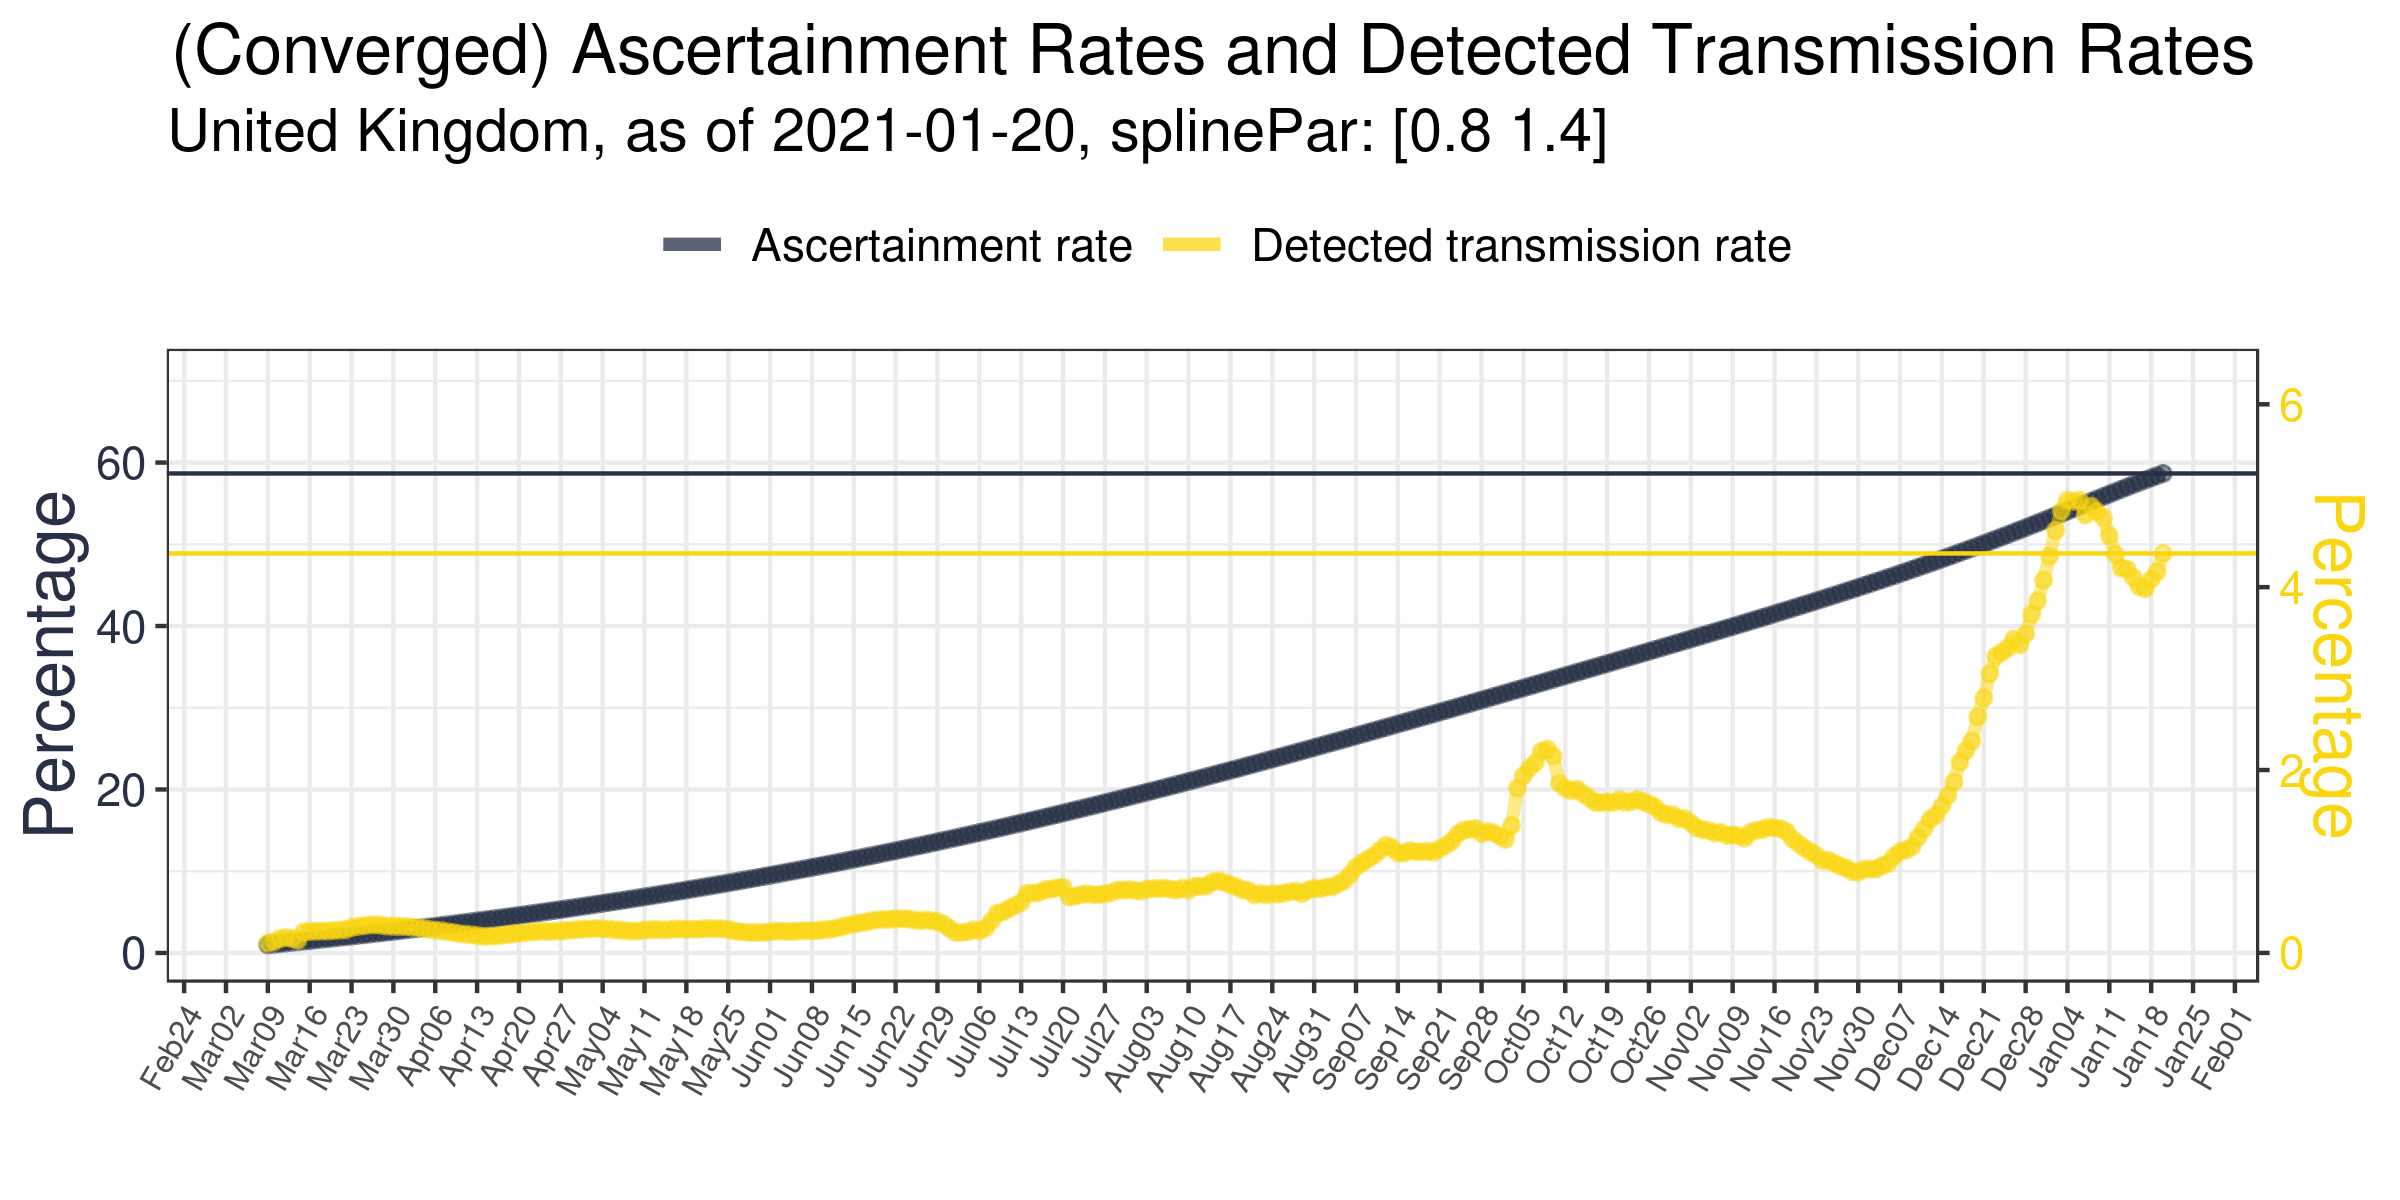 (Converged) Ascertainment Rates and Detected Transmission Rates
United Kingdom, as of 2021-01-20, splinePar: [0.8 1.4]
Ascertainment rate Detected transmission rate
Percentage
60
40
20
0
6
4
2
0
Percentage
Feb24 Mar02 Mar09 Mar16 Mar23 Mar30 Apr06 Apr13 Apr20 Apr27 May04 May11 May18 May25 Jun01 Jun08 Jun15 Jun22 Jun29 Jul06 Jul13 Jul20 Jul27 Aug03 Aug10 Aug17 Aug24 Aug31 Sep07 Sep14 Sep21 Sep28 Oct05 Oct12 Oct19 Oct26 Nov02 Nov09 Nov16 Nov23 Nov30 Dec07 Dec14 Dec21 Dec28 Jan04 Jan11 Jan18 Jan25 Feb01